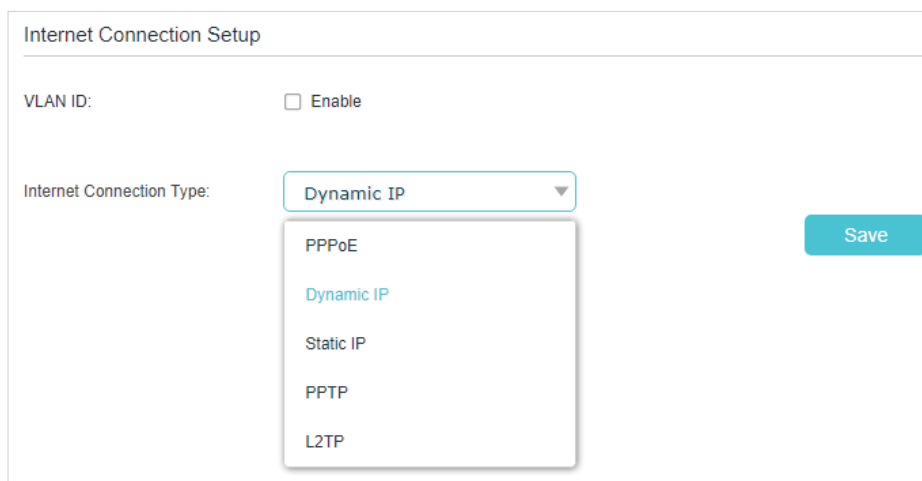 Internet Connection Setup
VLAN ID: Enable
Internet Connection Type: Dynamic IP
Save
PPPoE
Dynamic IP
Static IP
PPTP
L2TP